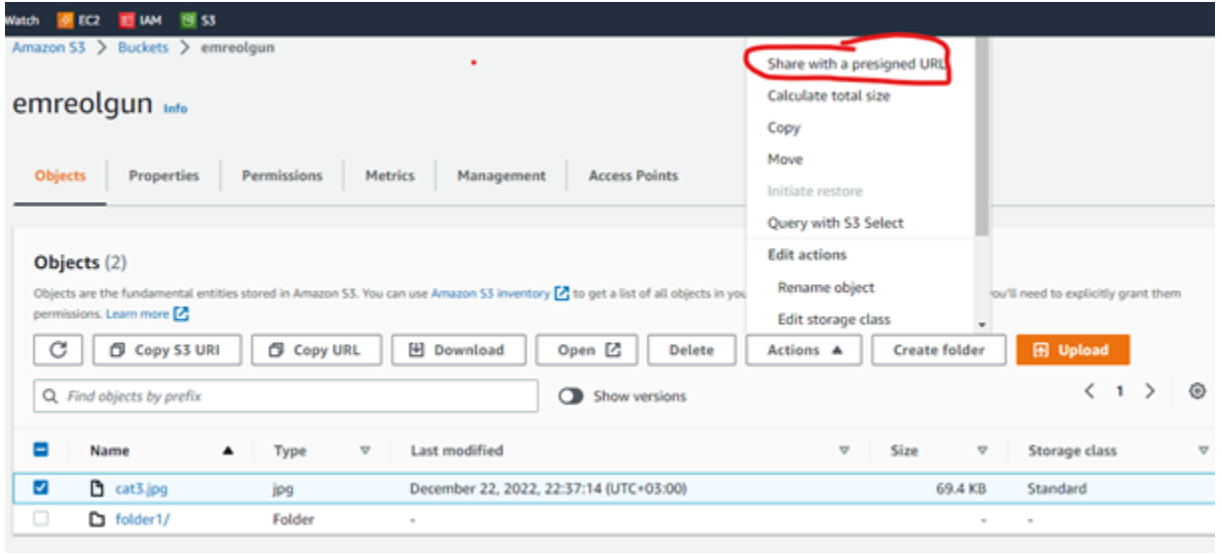 Watch EC2 IAM S3
Amazon S3 > Buckets > emreolgun
emreolgun Info
Objects Properties Permissions Metrics Management Access Points
Share with a presigned URL
Calculate total size
Copy
Move
Initiate restore
Query with S3 Select
Edit actions
Rename object
Edit storage class
Objects (2)
Objects are the fundamental entities stored in Amazon S3. You can use Amazon S3 inventory to get a list of all objects in you ou'll need to explicitly grant them
permissions. Learn more
Copy S3 URI Copy URL Download Open Delete Actions Create folder Upload
Find objects by prefix Show versions < 1 >
Name Type Last modified Size Storage class
cat3.jpg jpg December 22, 2022, 22:37:14 (UTC+03:00) 69.4 KB Standard
folder1/ Folder - - -